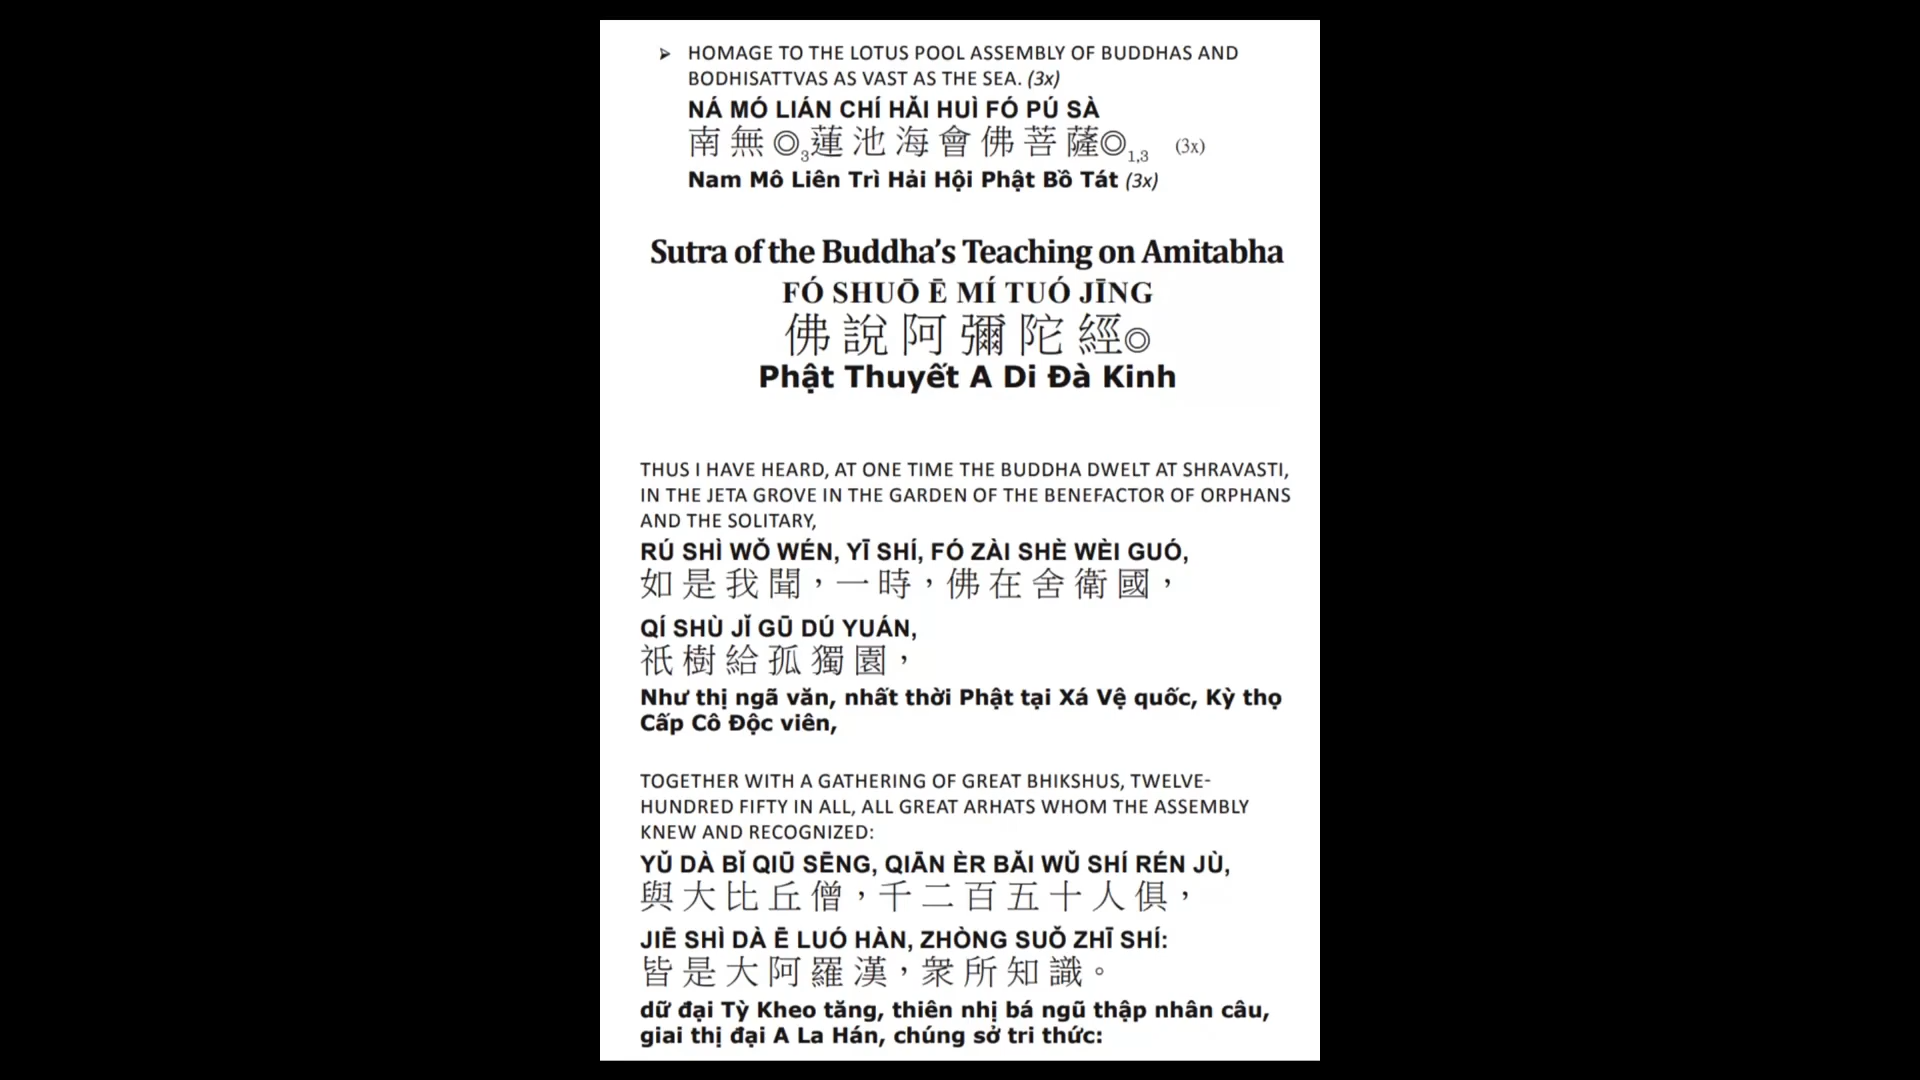 ➢ HOMAGE TO THE LOTUS POOL ASSEMBLY OF BUDDHAS AND
BODHISATTVAS AS VAST AS THE SEA. (3x)
NÁ MÓ LIÁN CHÍ HǍI HUÌ FÓ PÚ SÀ
南無◎3蓮池海會佛菩薩◎1,3 (3x)
Nam Mô Liên Trì Hải Hội Phật Bồ Tát (3x)
Sutra of the Buddha’s Teaching on Amitabha
FÓ SHUŌ Ē MÍ TUÓ JĪNG
佛說阿彌陀經◎
Phật Thuyết A Di Đà Kinh
THUS I HAVE HEARD, AT ONE TIME THE BUDDHA DWELT AT SHRAVASTI,
IN THE JETA GROVE IN THE GARDEN OF THE BENEFACTOR OF ORPHANS
AND THE SOLITARY,
RÚ SHÌ WǑ WÉN, YĪ SHÍ, FÓ ZÀI SHÈ WÈI GUÓ,
如是我聞，一時，佛在舍衛國，
QÍ SHÙ JǏ GŪ DÚ YUÁN,
祇樹給孤獨園，
Như thị ngã văn, nhất thời Phật tại Xá Vệ quốc, Kỳ thọ
Cấp Cô Độc viên,
TOGETHER WITH A GATHERING OF GREAT BHIKSHUS, TWELVE-
HUNDRED FIFTY IN ALL, ALL GREAT ARHATS WHOM THE ASSEMBLY
KNEW AND RECOGNIZED:
YǓ DÀ BǏ QIŪ SĒNG, QIĀN ÈR BǍI WǓ SHÍ RÉN JÙ,
與大比丘僧，千二百五十人俱，
JIĒ SHÌ DÀ Ē LUÓ HÀN, ZHÒNG SUǑ ZHĪ SHÍ:
皆是大阿羅漢，衆所知識。
dữ đại Tỳ Kheo tăng, thiên nhị bá ngũ thập nhân câu,
giai thị đại A La Hán, chúng sở tri thức: